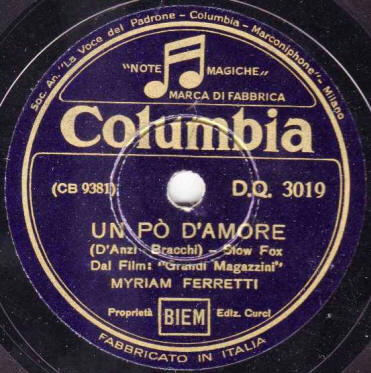 Soc. An. "La Voce del Padrone - Columbia - Marconiphone" - Milano
"NOTE MAGICHE"
MARCA DI FABBRICA
Columbia
(CB 9381) D.Q. 3019
UN PÒ D'AMORE
(D'Anzi - Bracchi) - Slow Fox
Dal Film: "Grandi Magazzini"
MYRIAM FERRETTI
Proprietà BIEM Ediz. Curci
FABBRICATO IN ITALIA